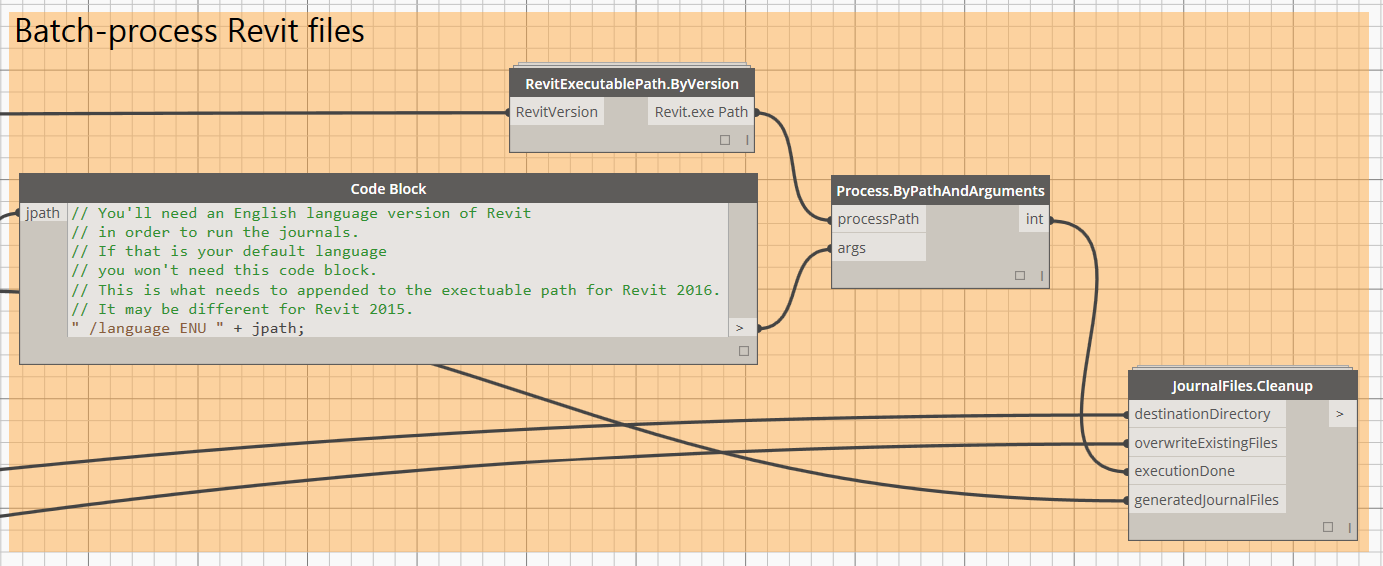 Batch-process Revit files
RevitExecutablePath.ByVersion
RevitVersion
Revit.exe Path
Code Block
jpath
// You'll need an English language version of Revit
// in order to run the journals.
// If that is your default language
// you won't need this code block.
// This is what needs to appended to the exectuable path for Revit 2016.
// It may be different for Revit 2015.
" /language ENU " + jpath;
>
Process.ByPathAndArguments
processPath
int
args
JournalFiles.Cleanup
destinationDirectory
>
overwriteExistingFiles
executionDone
generatedJournalFiles